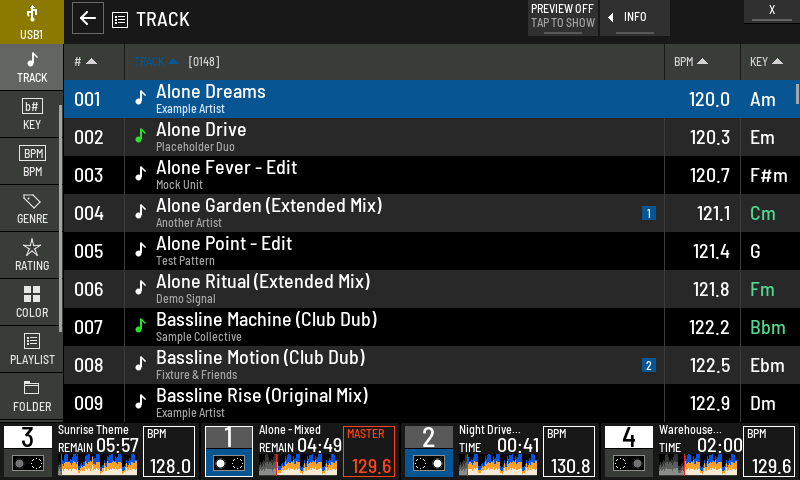 USB1
TRACK
PREVIEW OFF
TAP TO SHOW
INFO
X
TRACK
KEY
BPM
BPM
GENRE
RATING
COLOR
PLAYLIST
FOLDER
b#
# TRACK [0148] BPM KEY
001 Alone Dreams 120.0 Am
Example Artist
002 Alone Drive 120.3 Em
Placeholder Duo
003 Alone Fever - Edit 120.7 F#m
Mock Unit
004 Alone Garden (Extended Mix) 1 121.1 Cm
Another Artist
005 Alone Point - Edit 121.4 G
Test Pattern
006 Alone Ritual (Extended Mix) 121.8 Fm
Demo Signal
007 Bassline Machine (Club Dub) 122.2 Bbm
Sample Collective
008 Bassline Motion (Club Dub) 2 122.5 Ebm
Fixture & Friends
009 Bassline Rise (Original Mix) 122.9 Dm
Example Artist
3 Sunrise Theme BPM
REMAIN 05:57
128.0
1 Alone - Mixed MASTER
REMAIN 04:49
129.6
2 Night Drive... BPM
TIME 00:41
130.8
4 Warehouse... BPM
TIME 02:00
129.6